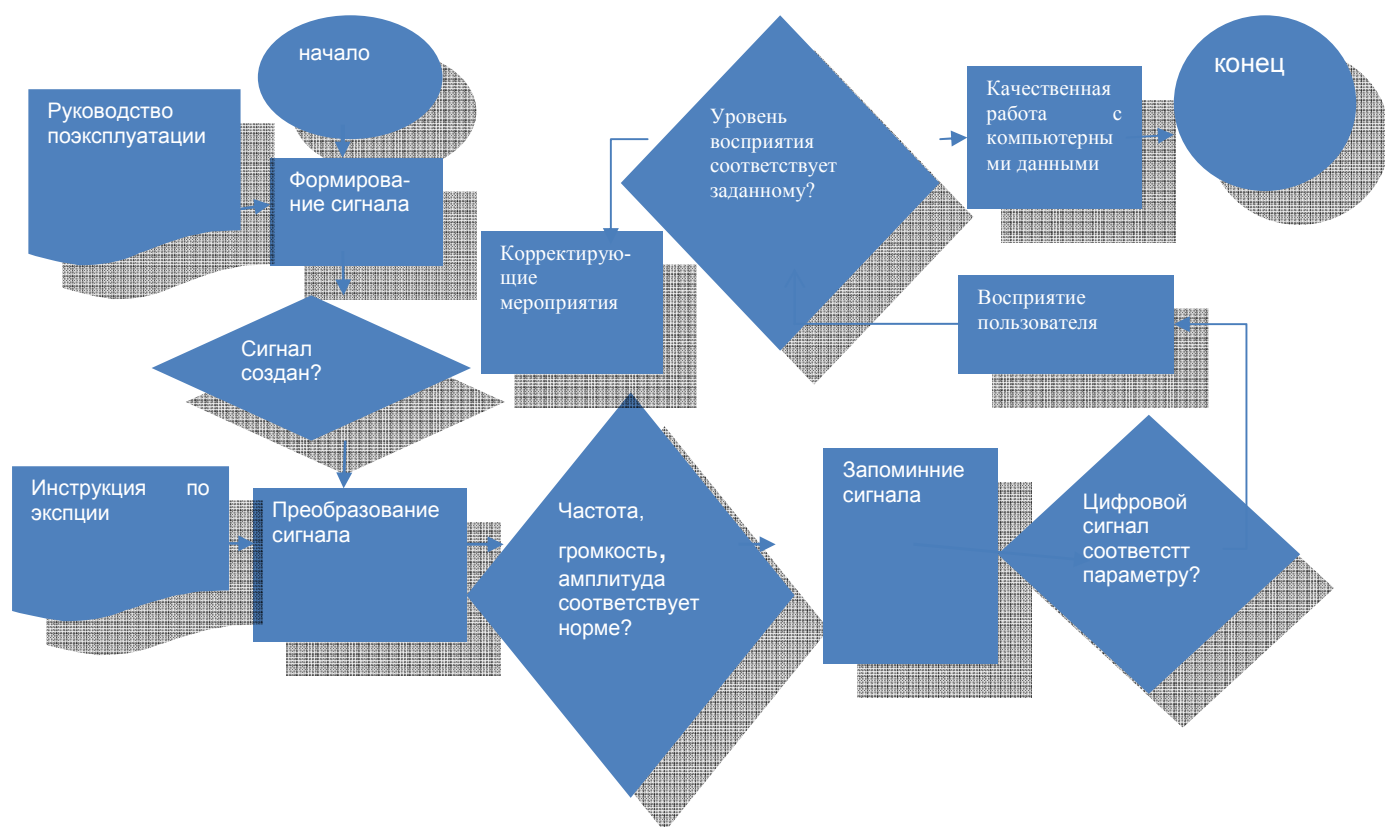 начало
Руководство
поэксплуатации
Формирова-
ние сигнала
Сигнал
создан?
Инструкция по
экспции
Преобразование
сигнала
Частота,
громкость,
амплитуда
соответствует
норме?
Запоминние
сигнала
Цифровой
сигнал
соответстт
параметру?
Восприятие
пользователя
Уровень
восприятия
соответствует
заданному?
Корректирую-
щие
мероприятия
Качественная
работа с
компьютерны
ми данными
конец